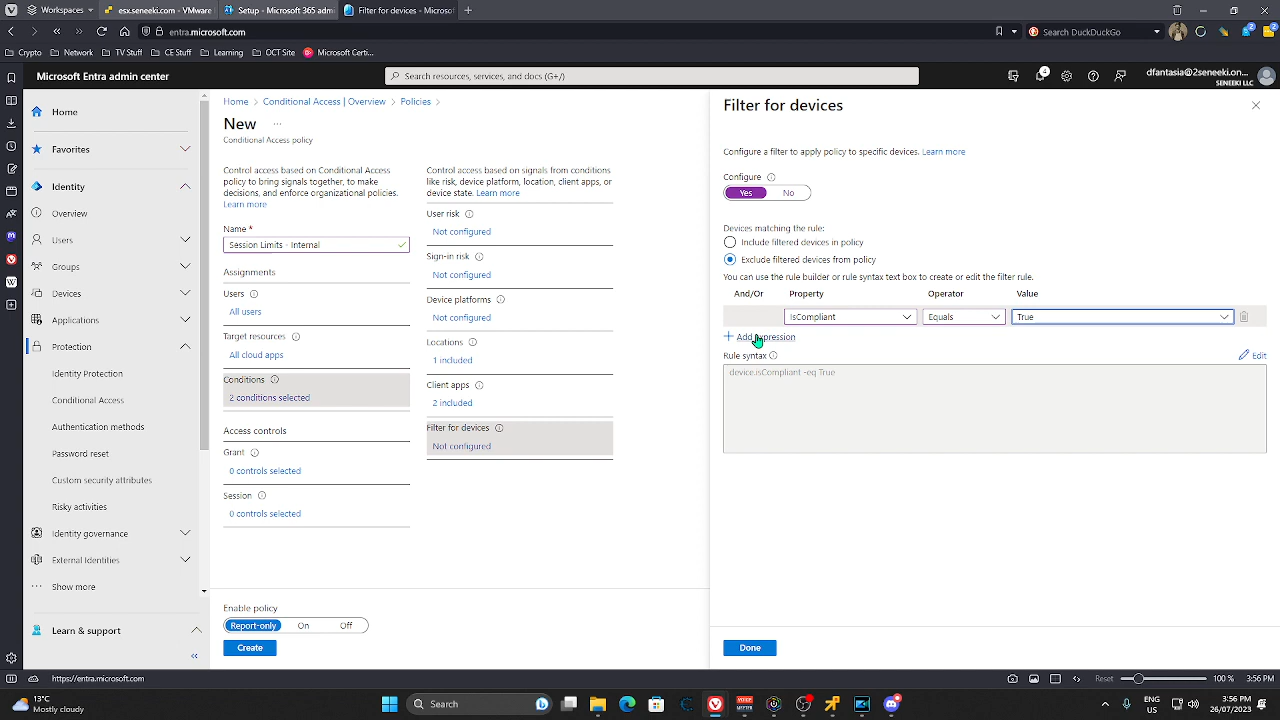 Workspaces
esx.seneeki.com - VMware
Setup - Microsoft 365 adm
Filter for devices - Microso
entra.microsoft.com
Search DuckDuckGo
Crypto
Network
TV Stuff
CE Stuff
Learning
OCT Site
Microsoft Certi...
Microsoft Entra admin center
Search resources, services, and docs (G+/)
dfantasia@2seneeki.on...
SENEEKI LLC
Home
Favorites
Identity
Overview
Users
Groups
Devices
Applications
Protection
Identity Protection
Conditional Access
Authentication methods
Password reset
Custom security attributes
Risky activities
Identity governance
External Identities
Show more
Learn & support
Home > Conditional Access | Overview > Policies >
New ...
Conditional Access policy
Control access based on Conditional Access
policy to bring signals together, to make
decisions, and enforce organizational policies.
Learn more
Name *
Session Limits - Internal
Assignments
Users
All users
Target resources
All cloud apps
Conditions
2 conditions selected
Access controls
Grant
0 controls selected
Session
0 controls selected
Control access based on signals from conditions
like risk, device platform, location, client apps, or
device state. Learn more
User risk
Not configured
Sign-in risk
Not configured
Device platforms
Not configured
Locations
1 included
Client apps
2 included
Filter for devices
Not configured
Enable policy
Report-only On Off
Create
Filter for devices
Configure a filter to apply policy to specific devices. Learn more
Configure
Yes No
Devices matching the rule:
Include filtered devices in policy
Exclude filtered devices from policy
You can use the rule builder or rule syntax text box to create or edit the filter rule.
And/Or Property Operator Value
IsCompliant Equals True
Add expression
Rule syntax
Edit
device.isCompliant -eq True
Done
https://entra.microsoft.com
Reset 100 % 3:56 PM
13°C
Mostly cloudy
Search
ENG
US
3:56 PM
26/07/2023